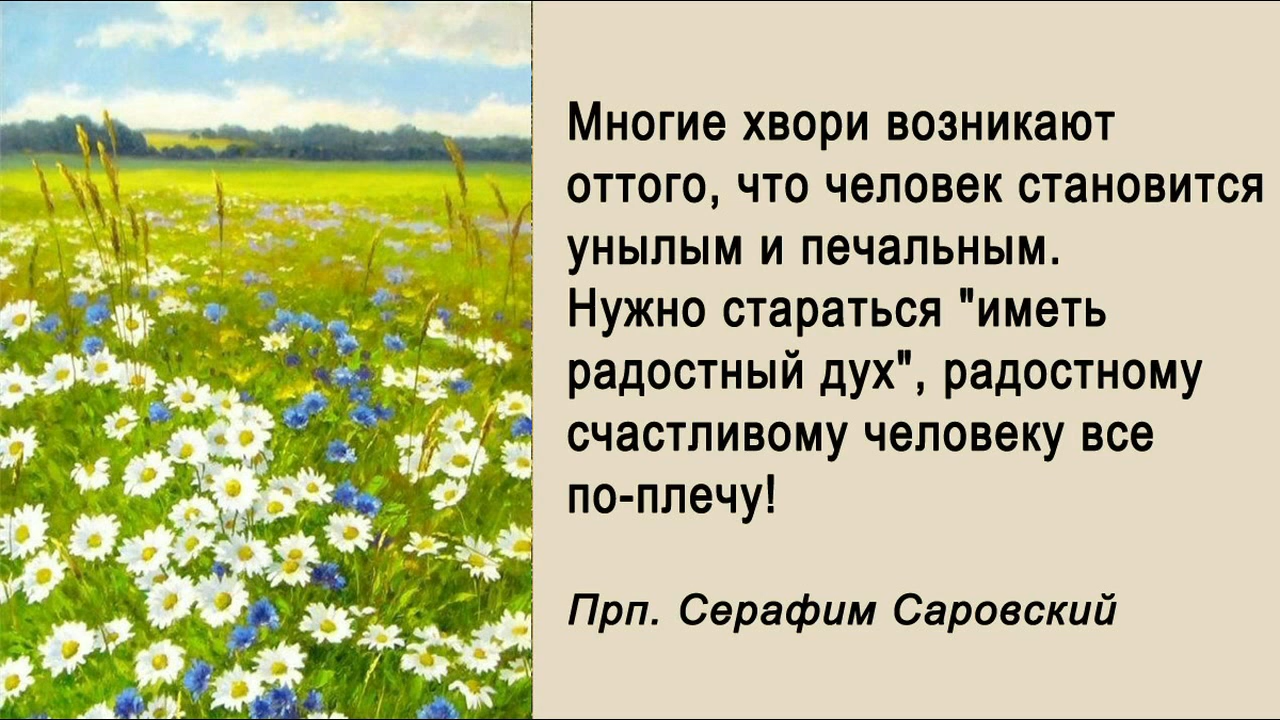 Многие хвори возникают
оттого, что человек становится
унылым и печальным.
Нужно стараться "иметь
радостный дух", радостному
счастливому человеку все
по-плечу!
Прп. Серафим Саровский